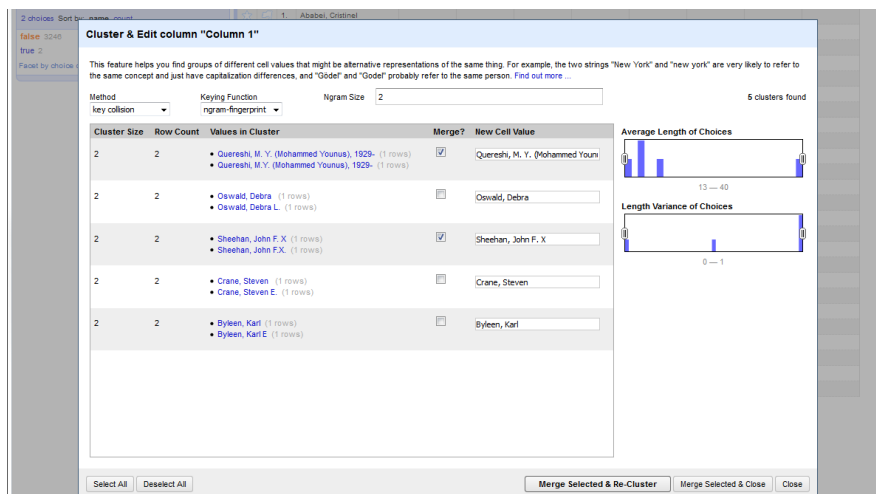 2 choices Sort by: name count
1. Ababei, Cristinel
false 3246
true 2
Facet by choice c
Cluster & Edit column "Column 1"
This feature helps you find groups of different cell values that might be alternative representations of the same thing. For example, the two strings "New York" and "new york" are very likely to refer to
the same concept and just have capitalization differences, and "Gödel" and "Godel" probably refer to the same person. Find out more ...
Method Keying Function Ngram Size 2 5 clusters found
key collision ngram-fingerprint
Cluster Size Row Count Values in Cluster Merge? New Cell Value
2 2 • Quereshi, M. Y. (Mohammed Younus), 1929- (1 rows) Quereshi, M. Y. (Mohammed Youn
• Quereshi, M.Y. (Mohammed Younus), 1929- (1 rows)
2 2 • Oswald, Debra (1 rows) Oswald, Debra
• Oswald, Debra L. (1 rows)
2 2 • Sheehan, John F. X (1 rows) Sheehan, John F. X
• Sheehan, John F.X. (1 rows)
2 2 • Crane, Steven (1 rows) Crane, Steven
• Crane, Steven E. (1 rows)
2 2 • Byleen, Karl (1 rows) Byleen, Karl
• Byleen, Karl E (1 rows)
Average Length of Choices
13 — 40
Length Variance of Choices
0 — 1
Select All Deselect All Merge Selected & Re-Cluster Merge Selected & Close Close